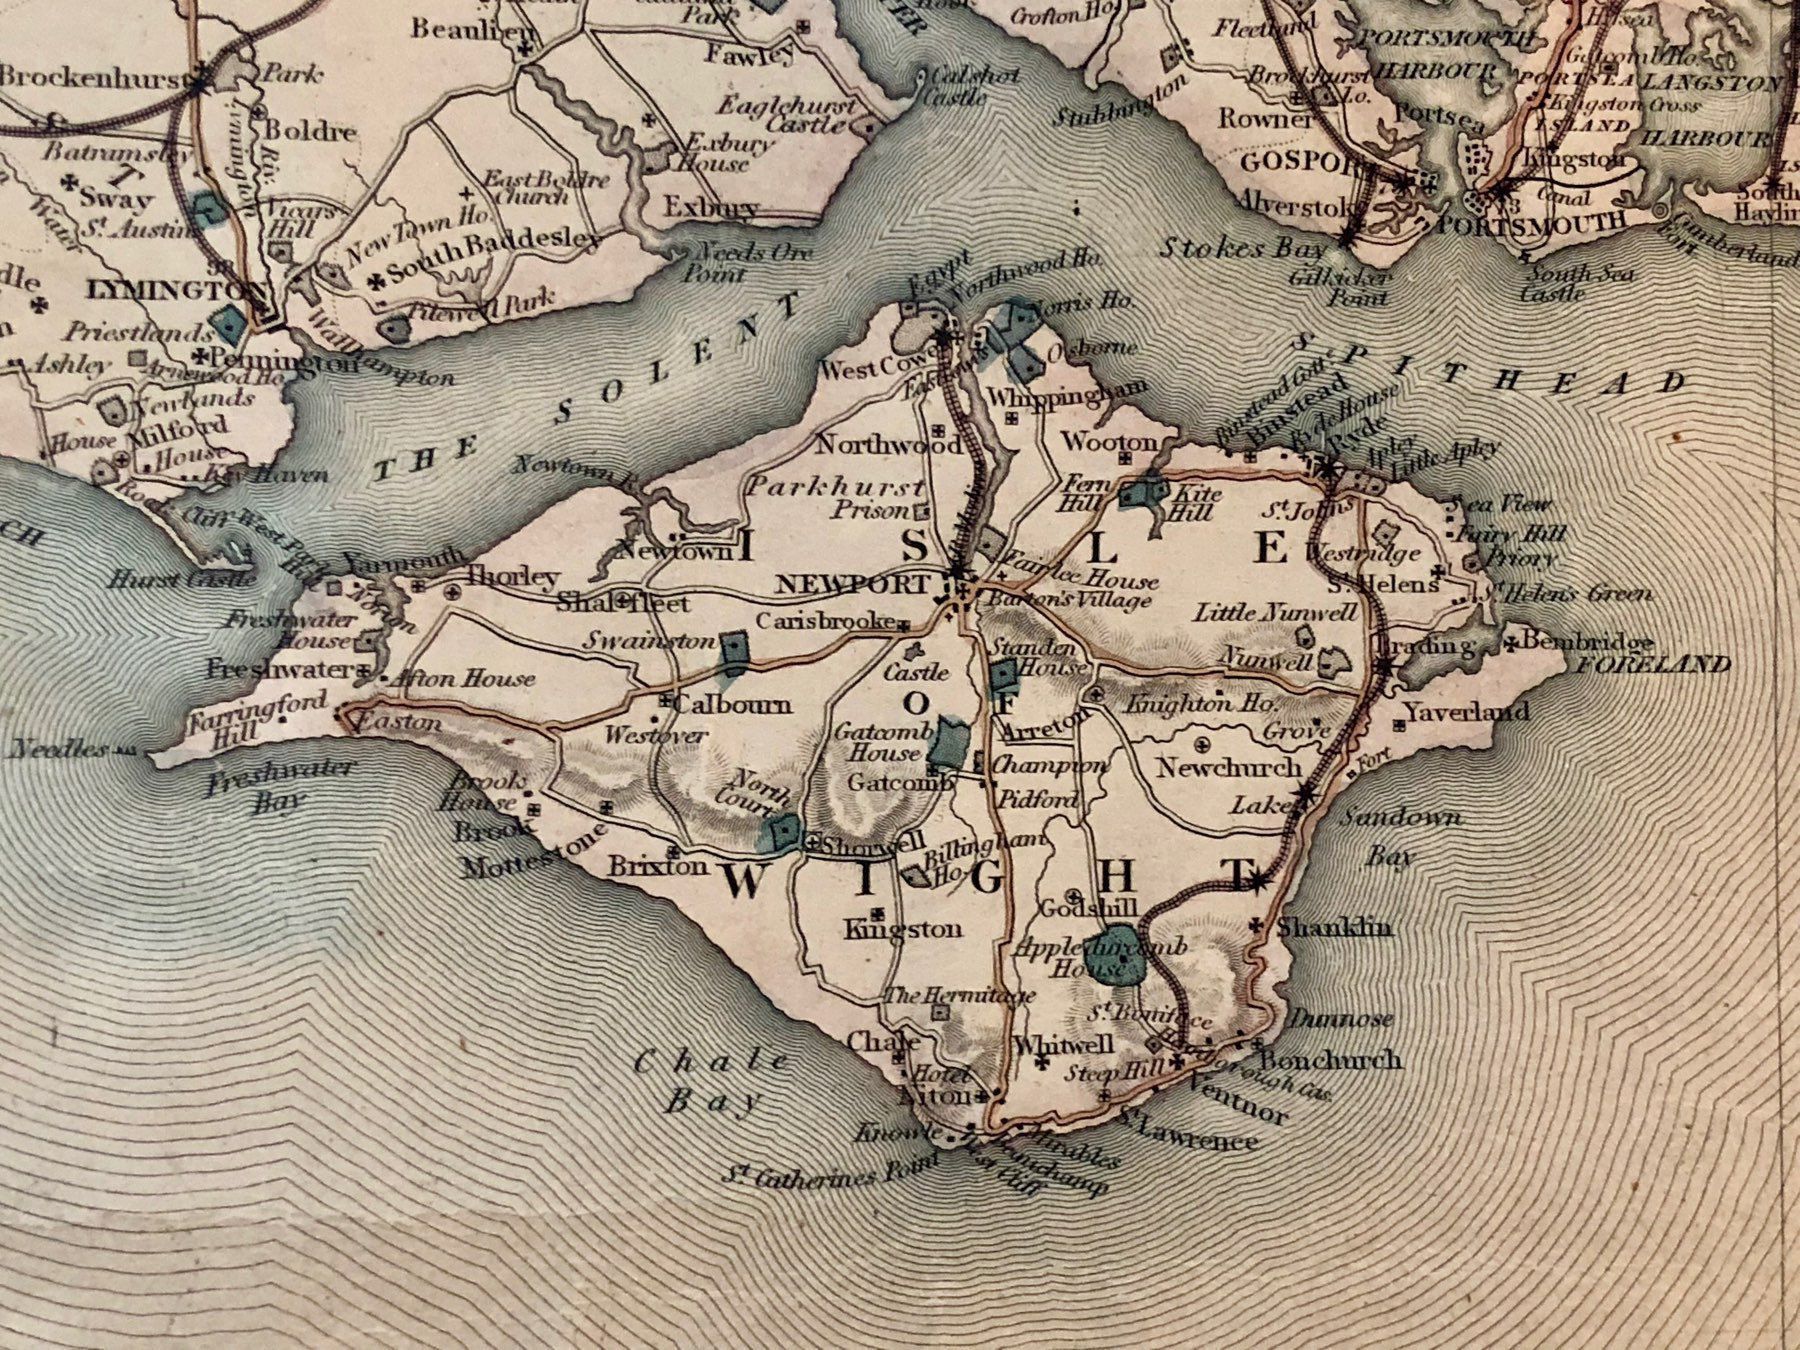 Beaulieu
Park
Fawley
Crofton Ho.
Fleetland
PORTSMOUTH
HARBOUR
Hilsea
Gatcomb Ho.
PORTSEA
ISLAND
LANGSTON
HARBOUR
Kingston Cross
Brockenhurst
Park
Calshot
Castle
Stubbington
Brockhurst
Lo.
Rowner
Portsea
Kingston
Boldre
Eaglehurst
Castle
Batramsley
Lymington Riv.
Exbury
House
GOSPORT
Canal
South
Hayling
Sway
East Boldre
Church
Exbury
Alverstoke
PORTSMOUTH
Water
St. Austins
Vicars
Hill
New Town Ho.
South Baddesley
Needs Ore
Point
Stokes Bay
Gillkicker
Point
South Sea
Castle
Cumberland
Fort
LYMINGTON
Pilewell Park
Walhampton
Priestlands
Pennington
Ashley
Arnewood Ho.
Newlands
Milford
House
House
Key Haven
Rook Cliff
Hurst Castle
THE SOLENT
SPITHEAD
Egypt
Northwood Ho.
Norris Ho.
West Cowes
East Cowes
Osborne
Whippingham
Northwood
Wooton
Binstead Cotte.
Binstead
Ryde House
Ryde
Apley
Little Apley
Newtown R.
Parkhurst
Prison
R. Medina
Fern
Hill
Kite
Hill
St. Johns
Sea View
Fairy Hill
Priory
West Park
Yarmouth
Norton
Thorley
Newtown
ISLE
Westridge
St. Helens
St. Helen's Green
Shalfleet
NEWPORT
Fairlee House
Barton's Village
Freshwater
House
Freshwater
Afton House
Swainston
Carisbrooke
Castle
Standen
House
Little Nunwell
Nunwell
Brading
Bembridge
FORELAND
Farringford
Hill
Easton
Needles
Freshwater
Bay
Calbourn
Westover
OF
Gatcomb
House
Gatcomb
Arreton
Knighton Ho.
Grove
Yaverland
Champion
Pidford
Newchurch
Fort
Lake
Sandown
Bay
Brook
House
Brook
Mottestone
Brixton
North
Court
Shorwell
Billingham
Ho.
WIGHT
Kingston
Godshill
Appledurcomb
House
Shanklin
The Hermitage
St. Boniface
Dunnose
Chale
Bay
Chale
Whitwell
Steep Hill
Bonchurch
Hotel
Niton
Ventnor
St. Lawrence
Knowle
Mirables
Beauchamp
West Cliff
St. Catherines Point